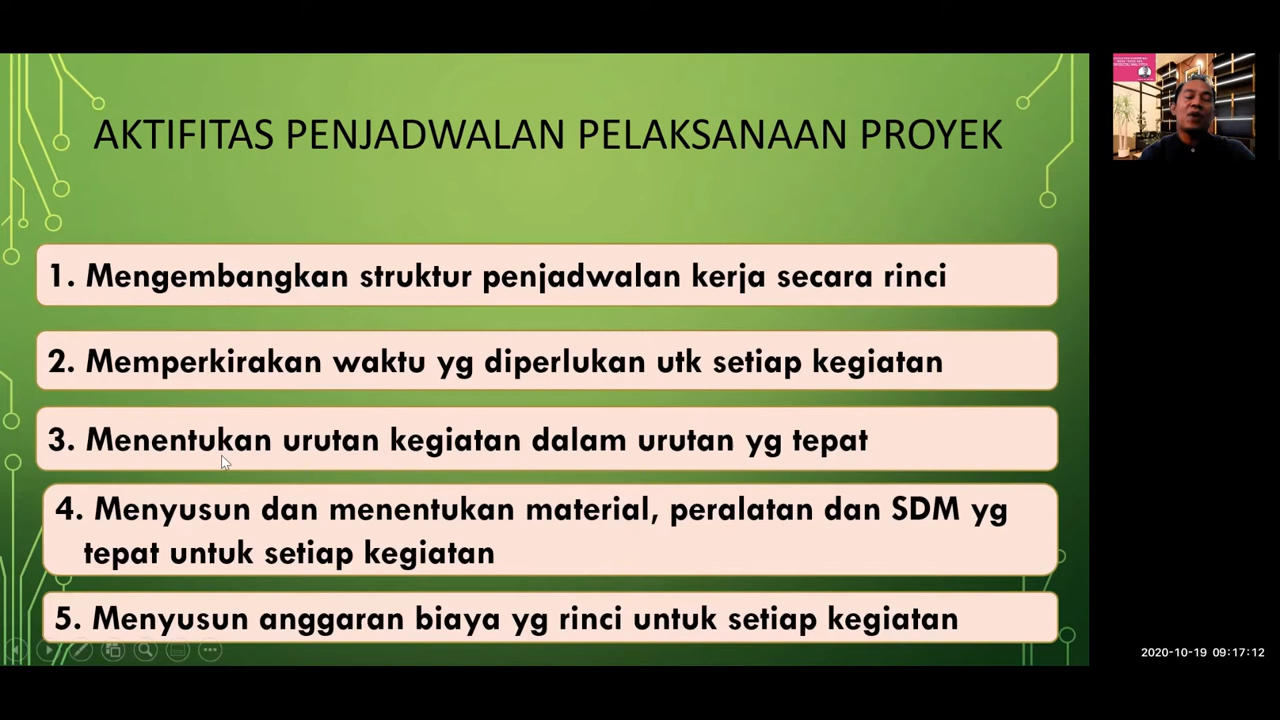 AKTIFITAS PENJADWALAN PELAKSANAAN PROYEK
1. Mengembangkan struktur penjadwalan kerja secara rinci
2. Memperkirakan waktu yg diperlukan utk setiap kegiatan
3. Menentukan urutan kegiatan dalam urutan yg tepat
4. Menyusun dan menentukan material, peralatan dan SDM yg
tepat untuk setiap kegiatan
5. Menyusun anggaran biaya yg rinci untuk setiap kegiatan
2020-10-19 09:17:12